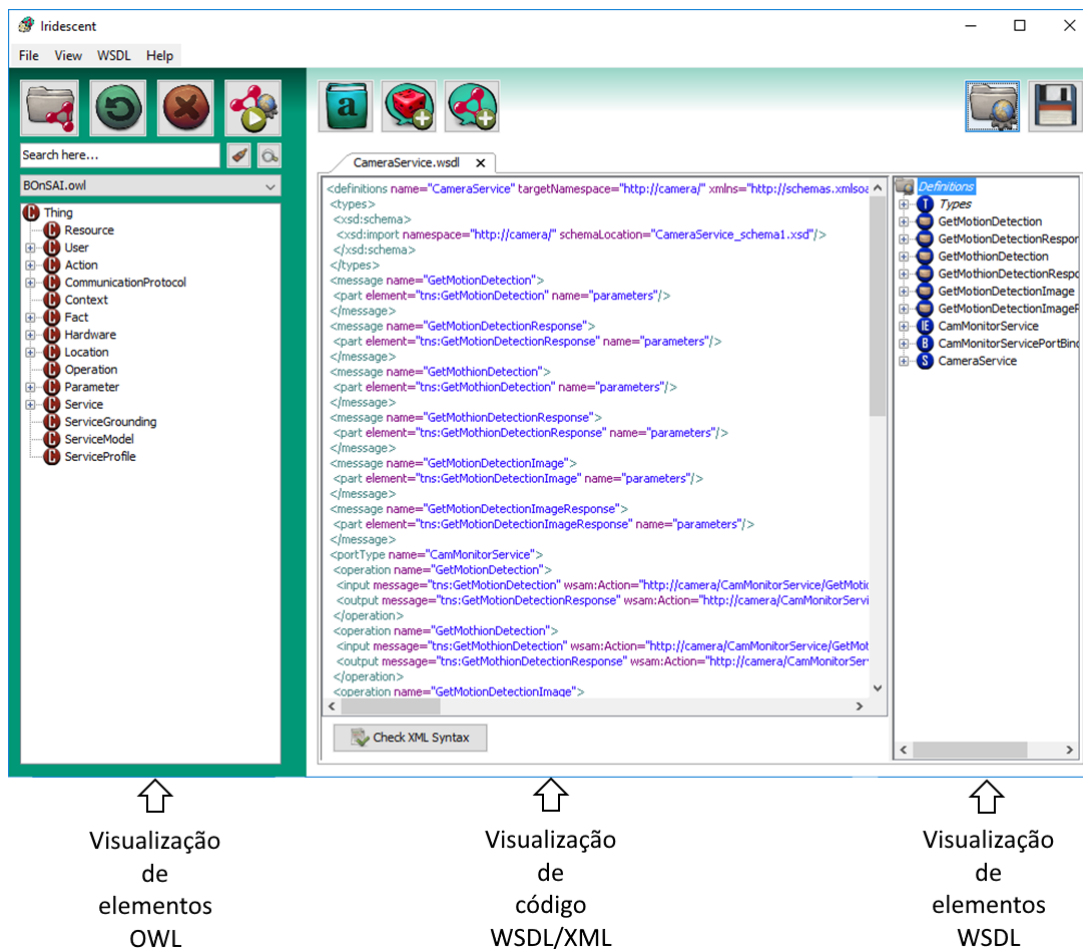 Iridescent
File View WSDL Help
Search here...
BOnSAI.owl
Thing
Resource
User
Action
CommunicationProtocol
Context
Fact
Hardware
Location
Operation
Parameter
Service
ServiceGrounding
ServiceModel
ServiceProfile
a
CameraService.wsdl
<definitions name="CameraService" targetNamespace="http://camera/" xmlns="http://schemas.xmlsoa
<types>
<xsd:schema>
<xsd:import namespace="http://camera/" schemaLocation="CameraService_schema1.xsd"/>
</xsd:schema>
</types>
<message name="GetMotionDetection">
<part element="tns:GetMotionDetection" name="parameters"/>
</message>
<message name="GetMotionDetectionResponse">
<part element="tns:GetMotionDetectionResponse" name="parameters"/>
</message>
<message name="GetMothionDetection">
<part element="tns:GetMothionDetection" name="parameters"/>
</message>
<message name="GetMothionDetectionResponse">
<part element="tns:GetMothionDetectionResponse" name="parameters"/>
</message>
<message name="GetMotionDetectionImage">
<part element="tns:GetMotionDetectionImage" name="parameters"/>
</message>
<message name="GetMotionDetectionImageResponse">
<part element="tns:GetMotionDetectionImageResponse" name="parameters"/>
</message>
<portType name="CamMonitorService">
<operation name="GetMotionDetection">
<input message="tns:GetMotionDetection" wsam:Action="http://camera/CamMonitorService/GetMotio
<output message="tns:GetMotionDetectionResponse" wsam:Action="http://camera/CamMonitorServi
</operation>
<operation name="GetMothionDetection">
<input message="tns:GetMothionDetection" wsam:Action="http://camera/CamMonitorService/GetMot
<output message="tns:GetMothionDetectionResponse" wsam:Action="http://camera/CamMonitorSer
</operation>
<operation name="GetMotionDetectionImage">
Check XML Syntax
Definitions
T Types
GetMotionDetection
GetMotionDetectionRespor
GetMothionDetection
GetMothionDetectionRespo
GetMotionDetectionImage
GetMotionDetectionImageR
IE CamMonitorService
B CamMonitorServicePortBind
S CameraService
Visualização
de
elementos
OWL
Visualização
de
código
WSDL/XML
Visualização
de
elementos
WSDL